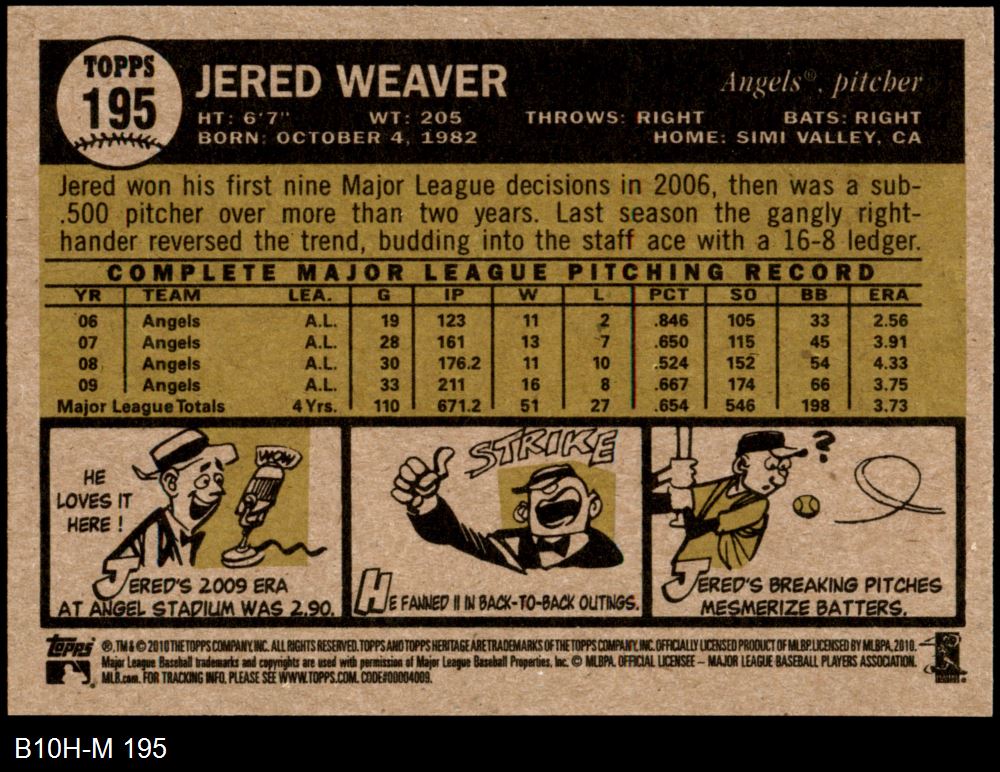 TOPPS
195
JERED WEAVER
Angels®, pitcher
HT: 6'7" WT: 205 THROWS: RIGHT BATS: RIGHT
BORN: OCTOBER 4, 1982 HOME: SIMI VALLEY, CA
Jered won his first nine Major League decisions in 2006, then was a sub-
.500 pitcher over more than two years. Last season the gangly right-
hander reversed the trend, budding into the staff ace with a 16-8 ledger.
COMPLETE MAJOR LEAGUE PITCHING RECORD
YR TEAM LEA. G IP W L PCT SO BB ERA
06 Angels A.L. 19 123 11 2 .846 105 33 2.56
07 Angels A.L. 28 161 13 7 .650 115 45 3.91
08 Angels A.L. 30 176.2 11 10 .524 152 54 4.33
09 Angels A.L. 33 211 16 8 .667 174 66 3.75
Major League Totals 4 Yrs. 110 671.2 51 27 .654 546 198 3.73
HE
LOVES IT
HERE!
WOW
JERED'S 2009 ERA
AT ANGEL STADIUM WAS 2.90.
STRIKE
HE FANNED 11 IN BACK-TO-BACK OUTINGS.
?
JERED'S BREAKING PITCHES
MESMERIZE BATTERS.
Topps ®, TM & © 2010 THE TOPPS COMPANY, INC. ALL RIGHTS RESERVED. TOPPS AND TOPPS HERITAGE ARE TRADEMARKS OF THE TOPPS COMPANY, INC. OFFICIALLY LICENSED PRODUCT OF MLBP. LICENSED BY MLBPA, 2010.
Major League Baseball trademarks and copyrights are used with permission of Major League Baseball Properties, Inc. © MLBPA. OFFICIAL LICENSEE – MAJOR LEAGUE BASEBALL PLAYERS ASSOCIATION.
MLB.com. FOR TRACKING INFO, PLEASE SEE WWW.TOPPS.COM. CODE#00004009.
B10H-M 195